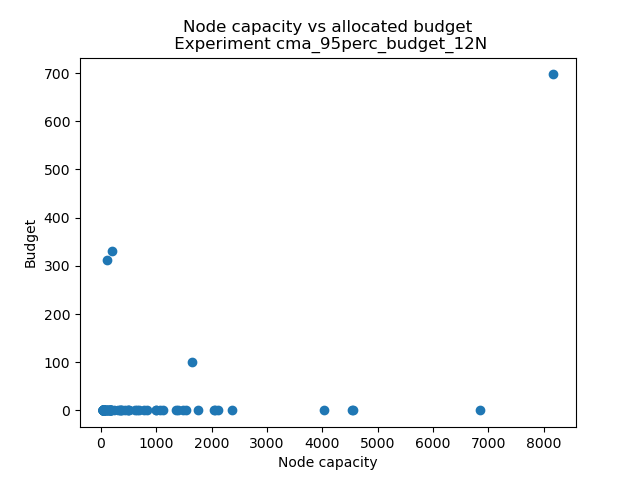 Node capacity vs allocated budget
Experiment cma_95perc_budget_12N
700
600
500
400
300
200
100
0
Budget
0 1000 2000 3000 4000 5000 6000 7000 8000
Node capacity